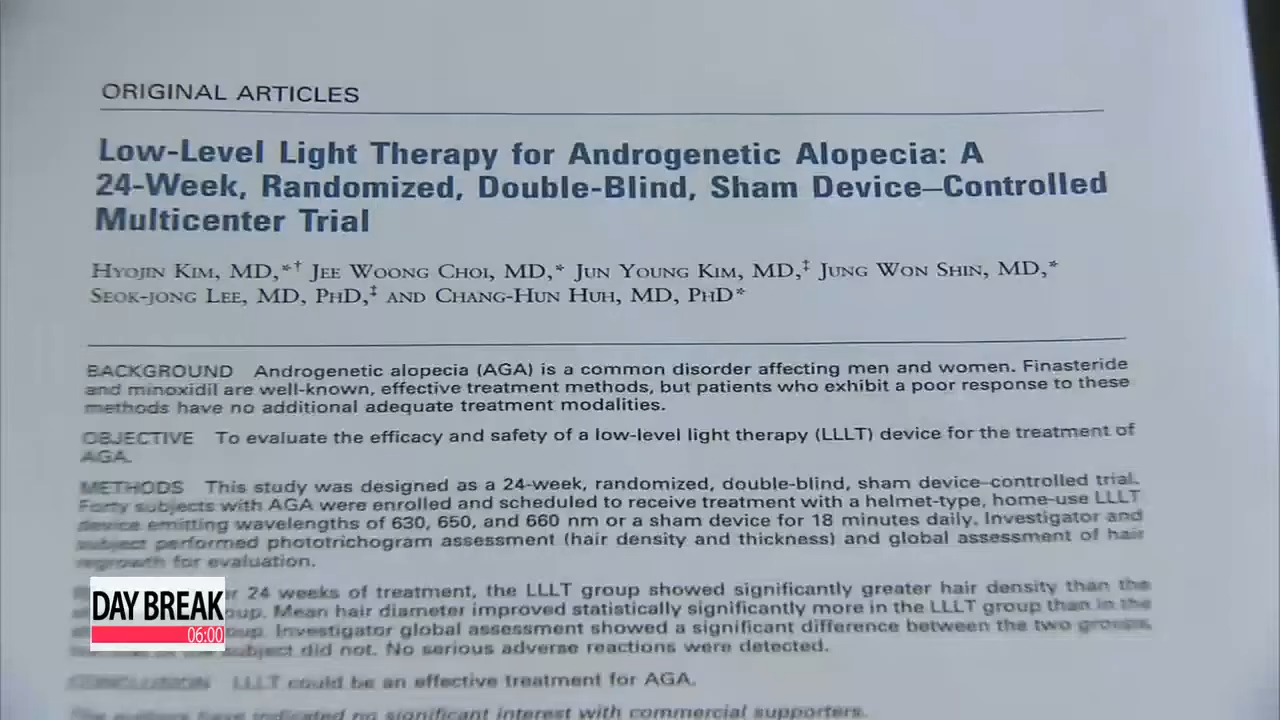 ORIGINAL ARTICLES
Low-Level Light Therapy for Androgenetic Alopecia: A
24-Week, Randomized, Double-Blind, Sham Device–Controlled
Multicenter Trial
Hyojin Kim, MD,*† Jee Woong Choi, MD,* Jun Young Kim, MD,‡ Jung Won Shin, MD,*
Seok-jong Lee, MD, PhD,‡ and Chang-Hun Huh, MD, PhD*
BACKGROUND Androgenetic alopecia (AGA) is a common disorder affecting men and women. Finasteride
and minoxidil are well-known, effective treatment methods, but patients who exhibit a poor response to these
methods have no additional adequate treatment modalities.
OBJECTIVE To evaluate the efficacy and safety of a low-level light therapy (LLLT) device for the treatment of
AGA.
METHODS This study was designed as a 24-week, randomized, double-blind, sham device–controlled trial.
Forty subjects with AGA were enrolled and scheduled to receive treatment with a helmet-type, home-use LLLT
device emitting wavelengths of 630, 650, and 660 nm or a sham device for 18 minutes daily. Investigator and
subject performed phototrichogram assessment (hair density and thickness) and global assessment of hair
regrowth for evaluation.
24 weeks of treatment, the LLLT group showed significantly greater hair density than the
Mean hair diameter improved statistically significantly more in the LLLT group than in the
Investigator global assessment showed a significant difference between the two groups,
subject did not. No serious adverse reactions were detected.
CONCLUSION LLLT could be an effective treatment for AGA.
The authors have indicated no significant interest with commercial supporters.
DAY BREAK
06:00